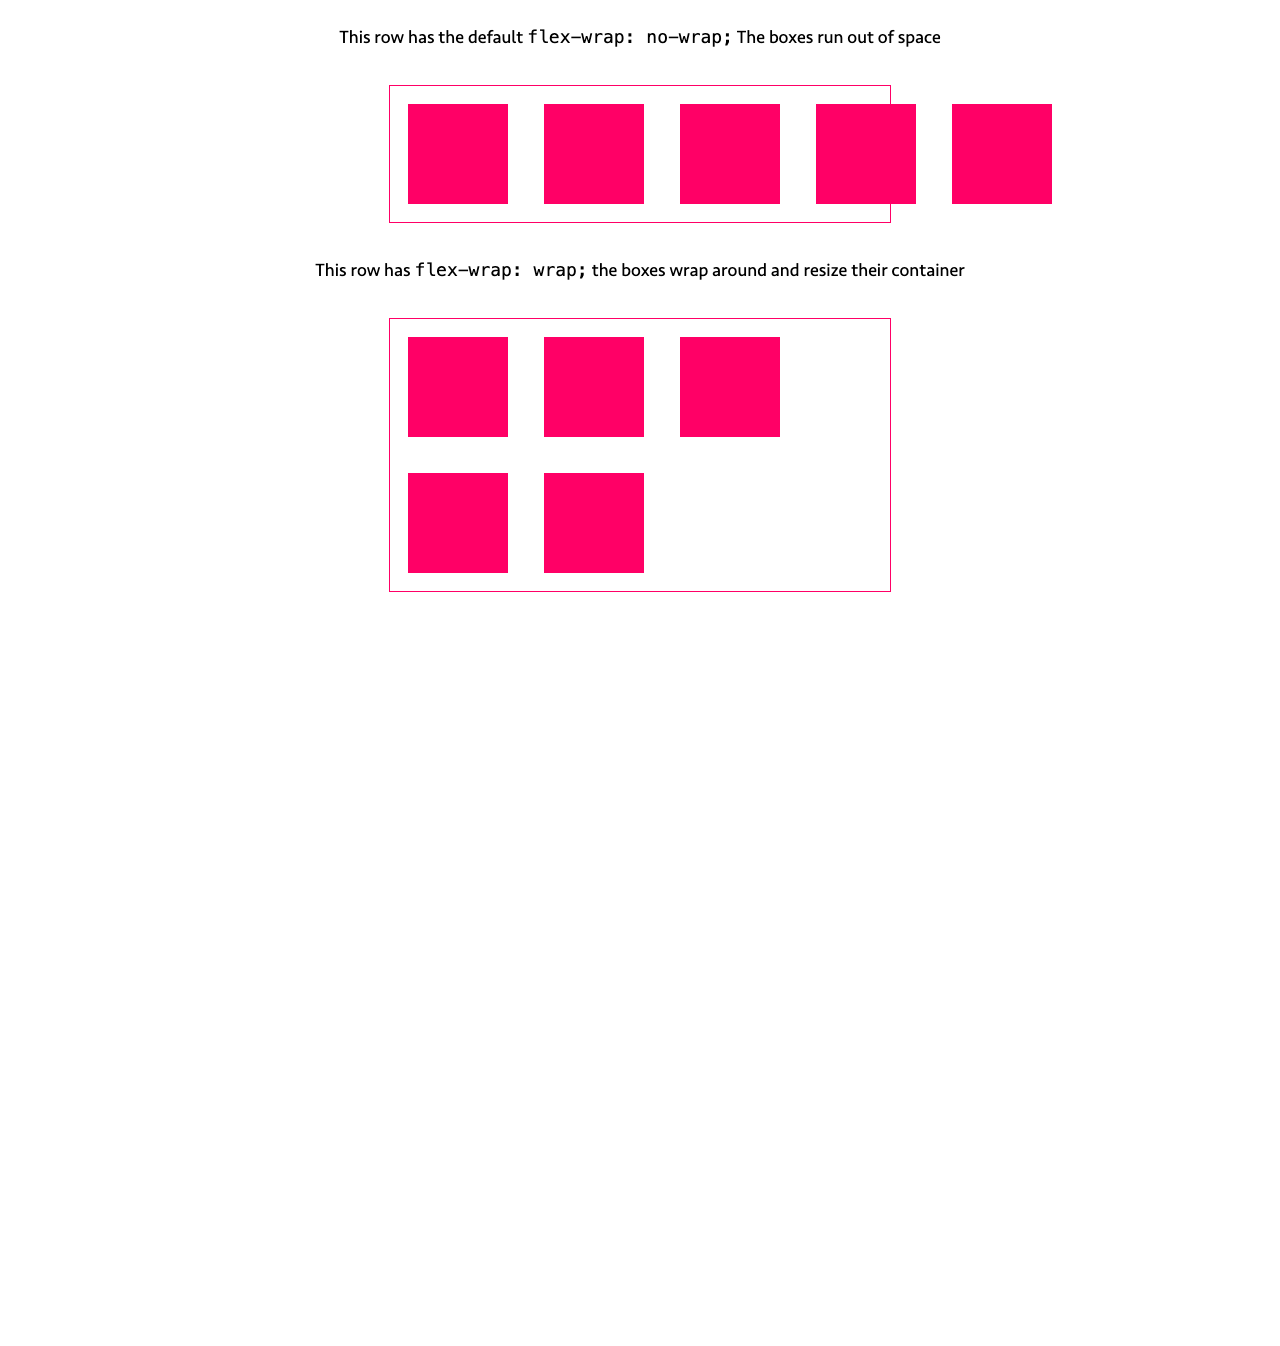 This row has the default flex-wrap: no-wrap; The boxes run out of space
This row has flex-wrap: wrap; the boxes wrap around and resize their container